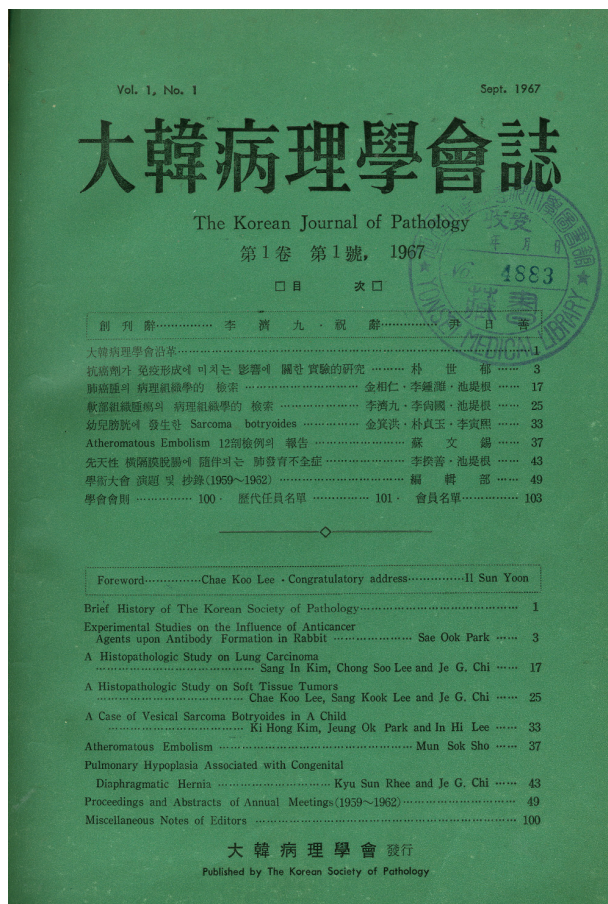 Vol. 1, No. 1 Sept. 1967
大韓病理學會誌
The Korean Journal of Pathology
第1卷 第1號, 1967
□目 次□
創刊辭……………李 濟 九 · 祝 辭……………尹 日 善
大韓病理學會沿革…………………………………………………………… 1
抗癌劑가 免疫形成에 미치는 影響에 關한 實驗的研究 ………朴 世 郁…… 3
肺癌腫의 病理組織學的 檢索 ……………………………金相仁·李鍾 ·池堤根 …… 17
軟部組織腫瘍의 病理組織學的 檢索 ……………………李濟九·李尙國·池堤根 …… 25
幼兒膀胱에 發生한 Sarcoma botryoides ……………金箕洪·朴貞玉·李寅熙 …… 33
Atheromatous Embolism 12剖檢例의 報告 ……………………蘇 文 錫 …… 37
先天性 橫隔膜脫腸에 隨伴되는 肺發育不全症 ……………………李揆善·池堤根 …… 43
學術大會 演題 및 抄錄(1959~1962) ……………………………編 輯 部 …… 49
學會會則 …………… 100· 歷代任員名單 …………… 101· 會員名單…………… 103
Foreword……………Chae Koo Lee · Congratulatory address……………Il Sun Yoon
Brief History of The Korean Society of Pathology…………………………………… 1
Experimental Studies on the Influence of Anticancer
Agents upon Antibody Formation in Rabbit ………………… Sae Ook Park …… 3
A Histopathologic Study on Lung Carcinoma
…………………………………… Sang In Kim, Chong Soo Lee and Je G. Chi …… 17
A Histopathologic Study on Soft Tissue Tumors
………………………………… Chae Koo Lee, Sang Kook Lee and Je G. Chi …… 25
A Case of Vesical Sarcoma Botryoides in A Child
……………………………… Ki Hong Kim, Jeung Ok Park and In Hi Lee …… 33
Atheromatous Embolism …………………………………………… Mun Sok Sho …… 37
Pulmonary Hypoplasia Associated with Congenital
Diaphragmatic Hernia ………………………… Kyu Sun Rhee and Je G. Chi …… 43
Proceedings and Abstracts of Annual Meetings(1959~1962)………………………… 49
Miscellaneous Notes of Editors …………………………………………………………… 100
大 韓 病 理 學 會 發行
Published by The Korean Society of Pathology
受
年 月 日
4883
藏書
YONSEI MEDICAL LIBRARY